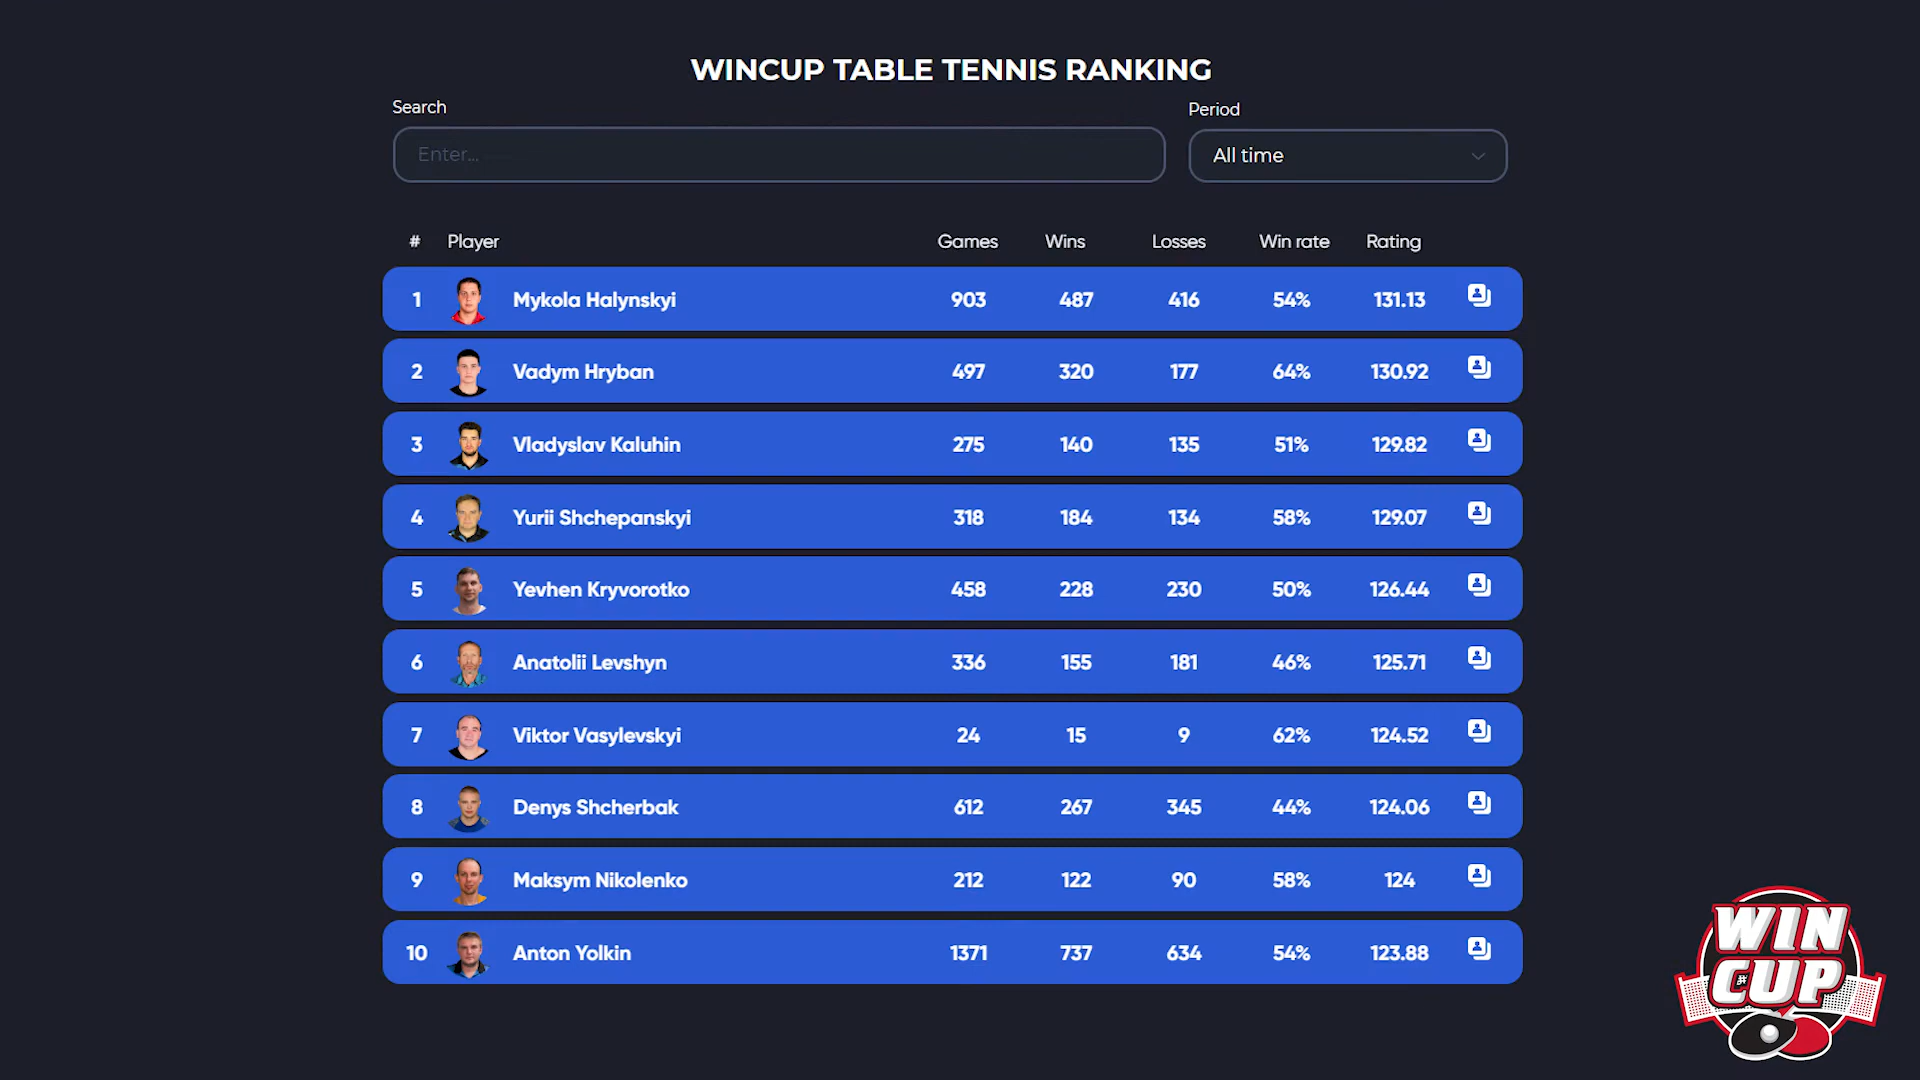 WINCUP TABLE TENNIS RANKING
Search
Period
Enter...
All time
# Player Games Wins Losses Win rate Rating
1 Mykola Halynskyi 903 487 416 54% 131.13
2 Vadym Hryban 497 320 177 64% 130.92
3 Vladyslav Kaluhin 275 140 135 51% 129.82
4 Yurii Shchepanskyi 318 184 134 58% 129.07
5 Yevhen Kryvorotko 458 228 230 50% 126.44
6 Anatolii Levshyn 336 155 181 46% 125.71
7 Viktor Vasylevskyi 24 15 9 62% 124.52
8 Denys Shcherbak 612 267 345 44% 124.06
9 Maksym Nikolenko 212 122 90 58% 124
10 Anton Yolkin 1371 737 634 54% 123.88
WIN
CUP